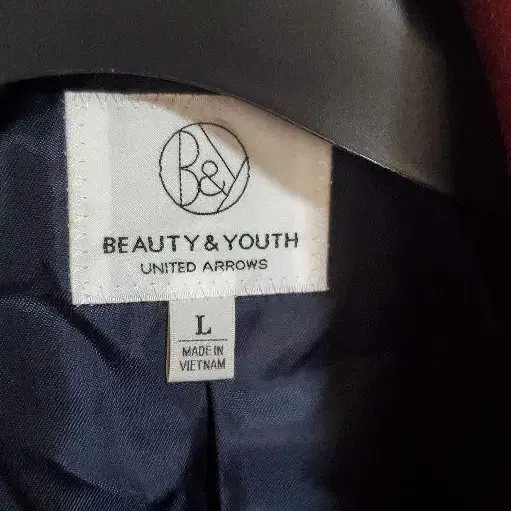 B&Y
BEAUTY & YOUTH
UNITED ARROWS
L
MADE IN
VIETNAM